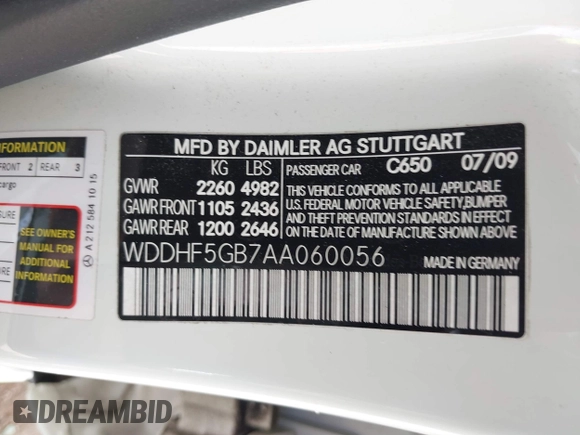 NFORMATION
FRONT 2 REAR 3
cargo
SURE
SEE OWNER'S
MANUAL FOR
ADDITIONAL
INFORMATION
A 212 584 10 15
MFD BY DAIMLER AG STUTTGART
KG LBS PASSENGER CAR C650 07/09
GVWR 2260 4982
GAWR FRONT 1105 2436
GAWR REAR 1200 2646
THIS VEHICLE CONFORMS TO ALL APPLICABLE
U.S. FEDERAL MOTOR VEHICLE SAFETY,BUMPER
AND THEFT PREVENTION STANDARDS IN EFFECT
ON THE DATE OF MANUFACTURE SHOWN ABOVE
WDDHF5GB7AA060056 MADE IN GERMANY
DREAMBID